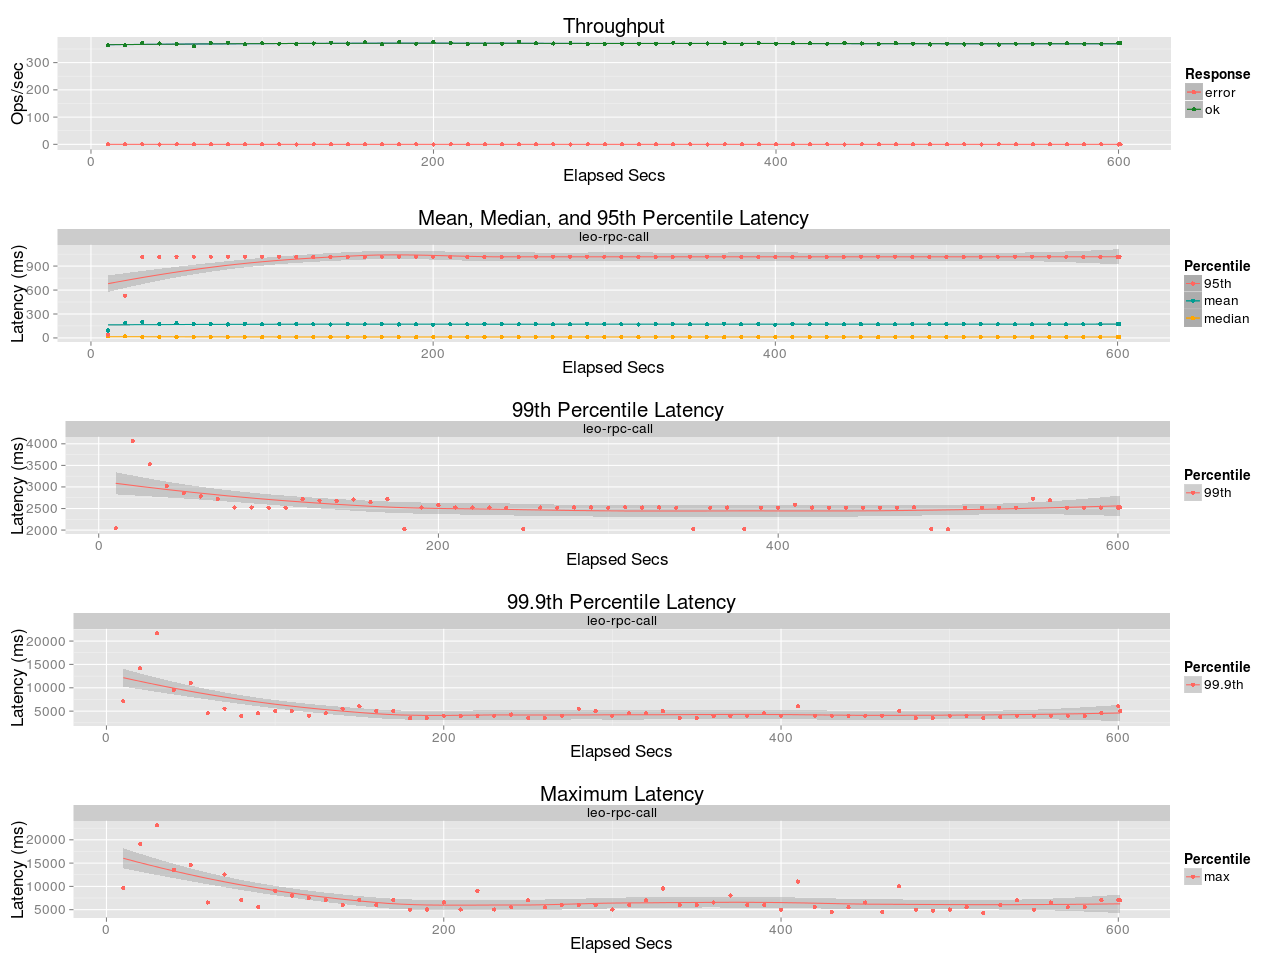 Throughput
Ops/sec
300
200
100
0
0 200 400 600
Elapsed Secs
Response
error
ok
Mean, Median, and 95th Percentile Latency
leo-rpc-call
Latency (ms)
900
600
300
0
0 200 400 600
Elapsed Secs
Percentile
95th
mean
median
99th Percentile Latency
leo-rpc-call
Latency (ms)
4000
3500
3000
2500
2000
0 200 400 600
Elapsed Secs
Percentile
99th
99.9th Percentile Latency
leo-rpc-call
Latency (ms)
20000
15000
10000
5000
0 200 400 600
Elapsed Secs
Percentile
99.9th
Maximum Latency
leo-rpc-call
Latency (ms)
20000
15000
10000
5000
0 200 400 600
Elapsed Secs
Percentile
max